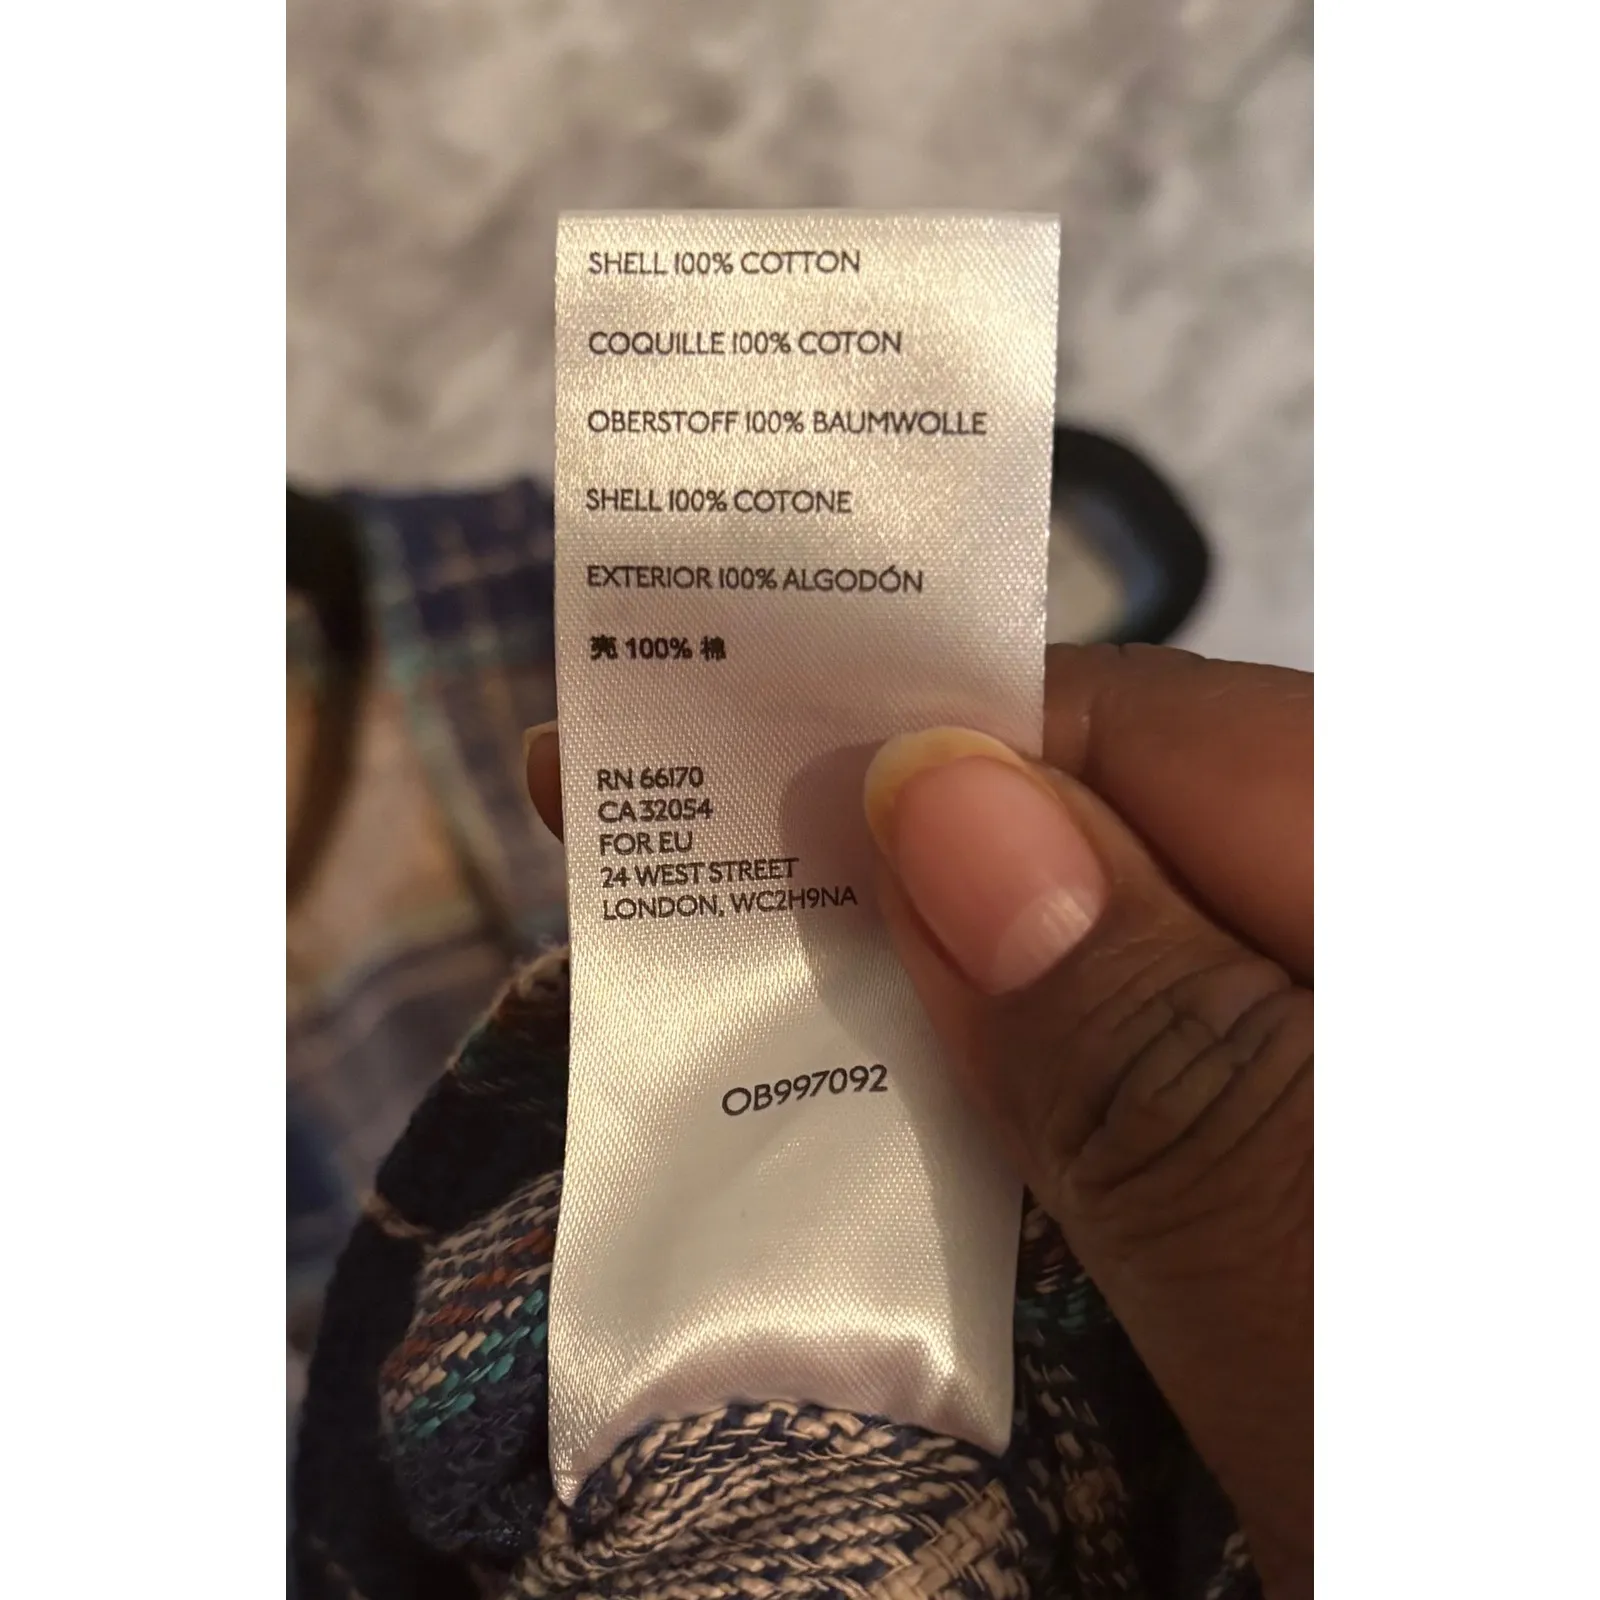 SHELL 100% COTTON
COQUILLE 100% COTON
OBERSTOFF 100% BAUMWOLLE
SHELL 100% COTONE
EXTERIOR 100% ALGODÓN
壳 100% 棉
RN 66170
CA 32054
FOR EU
24 WEST STREET
LONDON, WC2H9NA
OB997092